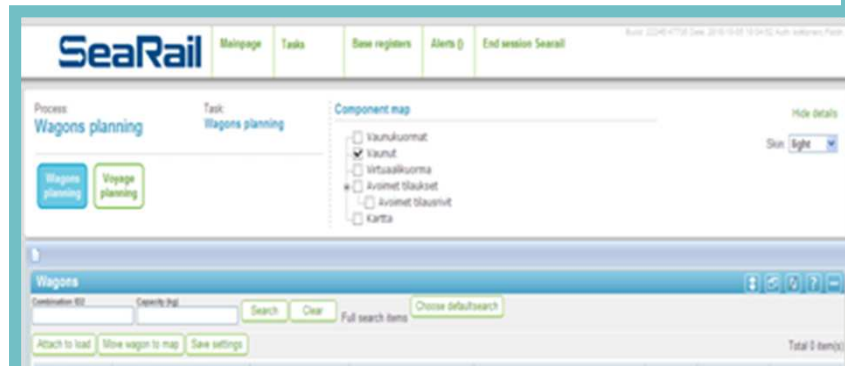 SeaRail
Mainpage Tasks Base registers Alerts () End session Searail
Process: Task: Component map
Hide details
Wagons planning Wagons planning
Skin: light
Vaunukuormat
Vaunut
Virtuaalikuorma
Avoimet tilaukset
Avoimet tilausrivit
Kartta
Wagons planning
Voyage planning
Wagons
Combination ID2 Capacity (kg)
Search Clear Full search items Choose defaultsearch
Attach to load Move wagon to map Save settings Total 0 item(s)